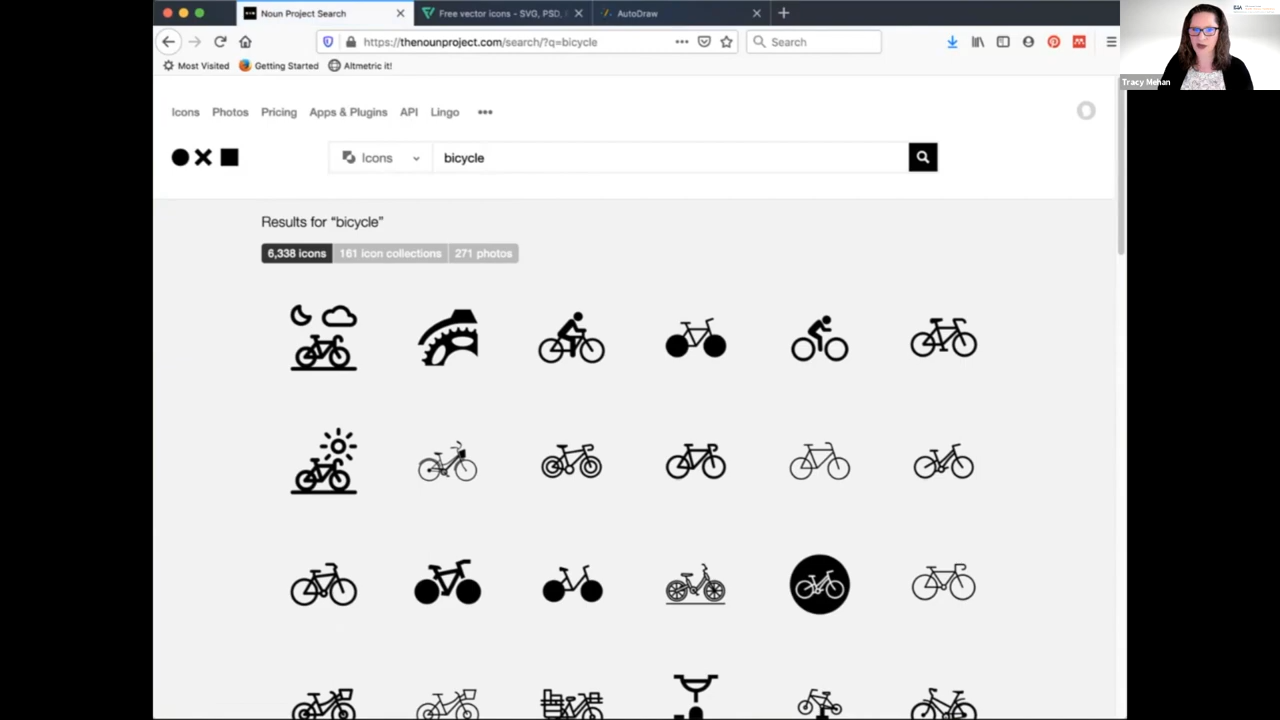 Noun Project Search
Free vector icons - SVG, PSD,
AutoDraw
https://thenounproject.com/search/?q=bicycle
Search
Most Visited
Getting Started
Altmetric it!
Tracy Mehan
Icons
Photos
Pricing
Apps & Plugins
API
Lingo
Icons
bicycle
Results for “bicycle”
6,338 icons
161 icon collections
271 photos